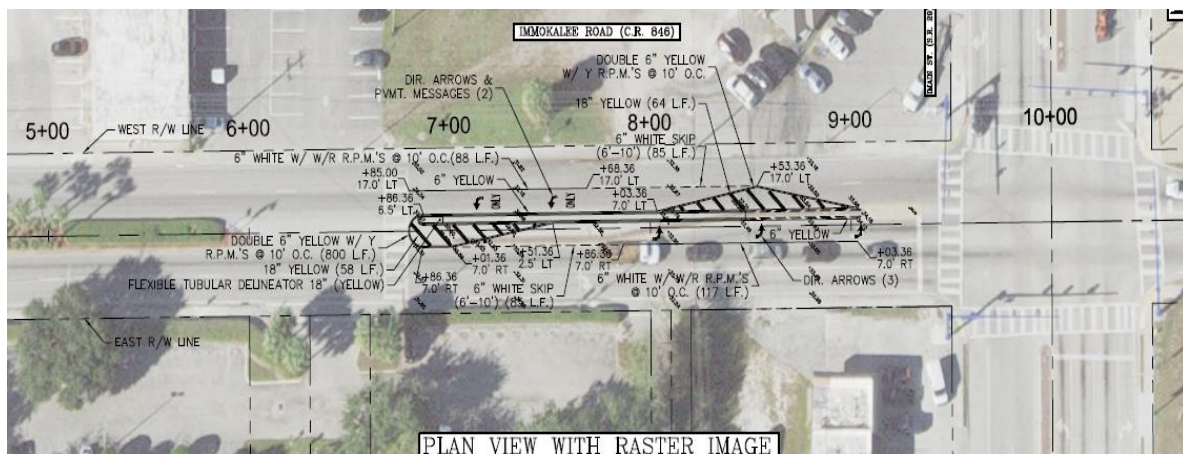 IMMOKALEE ROAD (C.R. 846)
MAIN ST. (S.R. 29
DOUBLE 6" YELLOW
W/ Y R.P.M.'S @ 10' O.C.
DIR. ARROWS &
PVMT. MESSAGES (2)
18" YELLOW (64 L.F.)
5+00
6+00
7+00
8+00
9+00
10+00
WEST R/W LINE
6" WHITE SKIP
(6'-10') (85 L.F.)
6" WHITE W/ W/R R.P.M.'S @ 10' O.C.(88 L.F.)
+85.00
17.0' LT
6" YELLOW
+68.36
17.0' LT
+53.36
17.0' LT
+86.36
6.5' LT
ONLY
ONLY
+03.36
7.0' LT
DOUBLE 6" YELLOW W/ Y
R.P.M.'S @ 10' O.C. (800 L.F.)
18" YELLOW (58 L.F.)
FLEXIBLE TUBULAR DELINEATOR 18" (YELLOW)
+01.36
7.0' RT
+51.36
2.5' LT
+86.36
7.0' RT
6" YELLOW
+03.36
7.0' RT
+86.36
7.0' RT
6" WHITE SKIP
(6'-10') (85 L.F.)
6" WHITE W/ W/R R.P.M.'S
@ 10' O.C. (117 L.F.)
DIR. ARROWS (3)
EAST R/W LINE
PLAN VIEW WITH RASTER IMAGE